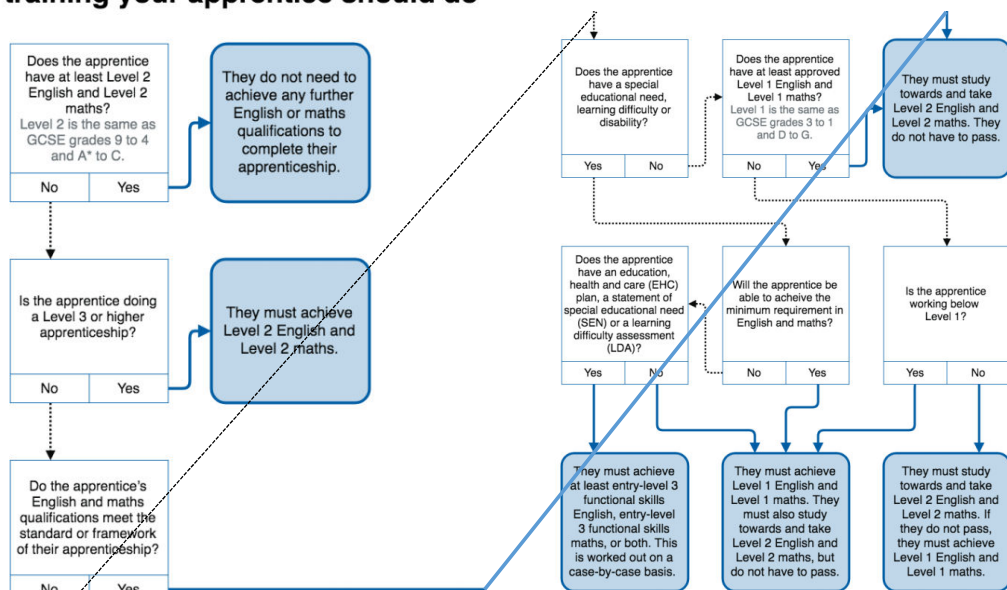 training your apprentice should do
Does the apprentice
have at least Level 2
English and Level 2
maths?
Level 2 is the same as
GCSE grades 9 to 4
and A* to C.
No Yes
They do not need to
achieve any further
English or maths
qualifications to
complete their
apprenticeship.
Is the apprentice doing
a Level 3 or higher
apprenticeship?
No Yes
They must achieve
Level 2 English and
Level 2 maths.
Do the apprentice's
English and maths
qualifications meet the
standard or framework
of their apprenticeship?
No Yes
Does the apprentice
have a special
educational need,
learning difficulty or
disability?
Yes No
Does the apprentice
have at least approved
Level 1 English and
Level 1 maths?
Level 1 is the same as
GCSE grades 3 to 1
and D to G.
No Yes
They must study
towards and take
Level 2 English and
Level 2 maths. They
do not have to pass.
Does the apprentice
have an education,
health and care (EHC)
plan, a statement of
special educational need
(SEN) or a learning
difficulty assessment
(LDA)?
Yes No
Will the apprentice be
able to acheive the
minimum requirement in
English and maths?
No Yes
Is the apprentice
working below
Level 1?
Yes No
They must achieve
at least entry-level 3
functional skills
English, entry-level
3 functional skills
maths, or both. This
is worked out on a
case-by-case basis.
They must achieve
Level 1 English and
Level 1 maths. They
must also study
towards and take
Level 2 English and
Level 2 maths, but
do not have to pass.
They must study
towards and take
Level 2 English and
Level 2 maths. If
they do not pass,
they must achieve
Level 1 English and
Level 1 maths.